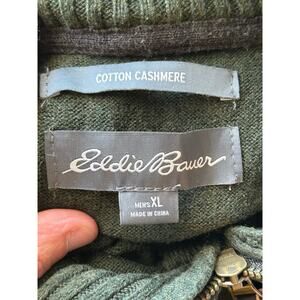 COTTON CASHMERE
Eddie Bauer
MEN'S XL
MADE IN CHINA